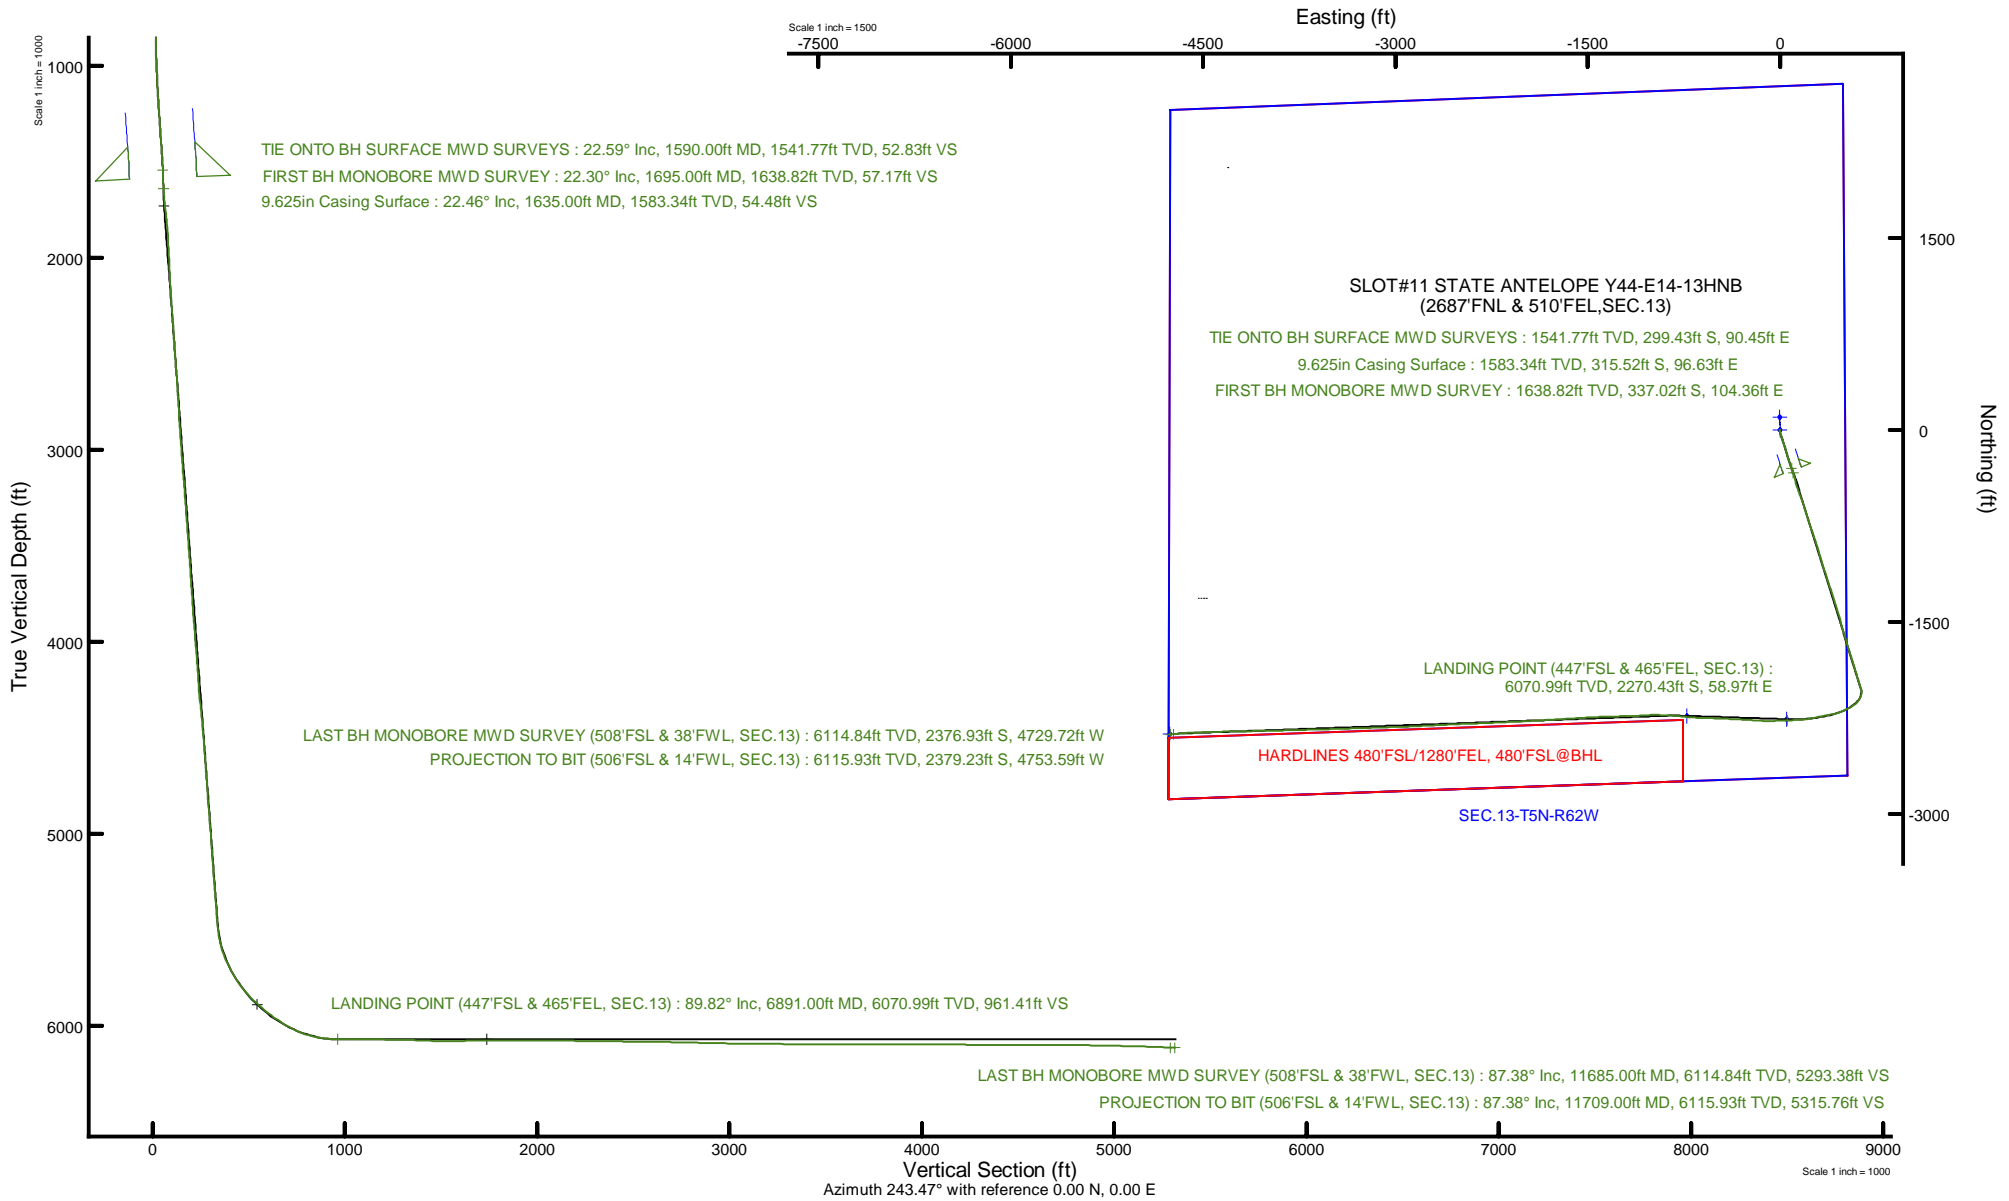 Easting (ft)
Scale 1 inch = 1500
-7500
-6000
-4500
-3000
-1500
0
Scale 1 inch = 1000
1000
2000
3000
4000
5000
6000
True Vertical Depth (ft)
TIE ONTO BH SURFACE MWD SURVEYS : 22.59° Inc, 1590.00ft MD, 1541.77ft TVD, 52.83ft VS
FIRST BH MONOBORE MWD SURVEY : 22.30° Inc, 1695.00ft MD, 1638.82ft TVD, 57.17ft VS
9.625in Casing Surface : 22.46° Inc, 1635.00ft MD, 1583.34ft TVD, 54.48ft VS
SLOT#11 STATE ANTELOPE Y44-E14-13HNB
(2687'FNL & 510'FEL,SEC.13)
TIE ONTO BH SURFACE MWD SURVEYS : 1541.77ft TVD, 299.43ft S, 90.45ft E
9.625in Casing Surface : 1583.34ft TVD, 315.52ft S, 96.63ft E
FIRST BH MONOBORE MWD SURVEY : 1638.82ft TVD, 337.02ft S, 104.36ft E
1500
0
-1500
-3000
Northing (ft)
LANDING POINT (447'FSL & 465'FEL, SEC.13) :
6070.99ft TVD, 2270.43ft S, 58.97ft E
LAST BH MONOBORE MWD SURVEY (508'FSL & 38'FWL, SEC.13) : 6114.84ft TVD, 2376.93ft S, 4729.72ft W
PROJECTION TO BIT (506'FSL & 14'FWL, SEC.13) : 6115.93ft TVD, 2379.23ft S, 4753.59ft W
HARDLINES 480'FSL/1280'FEL, 480'FSL@BHL
SEC.13-T5N-R62W
LANDING POINT (447'FSL & 465'FEL, SEC.13) : 89.82° Inc, 6891.00ft MD, 6070.99ft TVD, 961.41ft VS
LAST BH MONOBORE MWD SURVEY (508'FSL & 38'FWL, SEC.13) : 87.38° Inc, 11685.00ft MD, 6114.84ft TVD, 5293.38ft VS
PROJECTION TO BIT (506'FSL & 14'FWL, SEC.13) : 87.38° Inc, 11709.00ft MD, 6115.93ft TVD, 5315.76ft VS
0
1000
2000
3000
4000
5000
6000
7000
8000
9000
Vertical Section (ft)
Scale 1 inch = 1000
Azimuth 243.47° with reference 0.00 N, 0.00 E